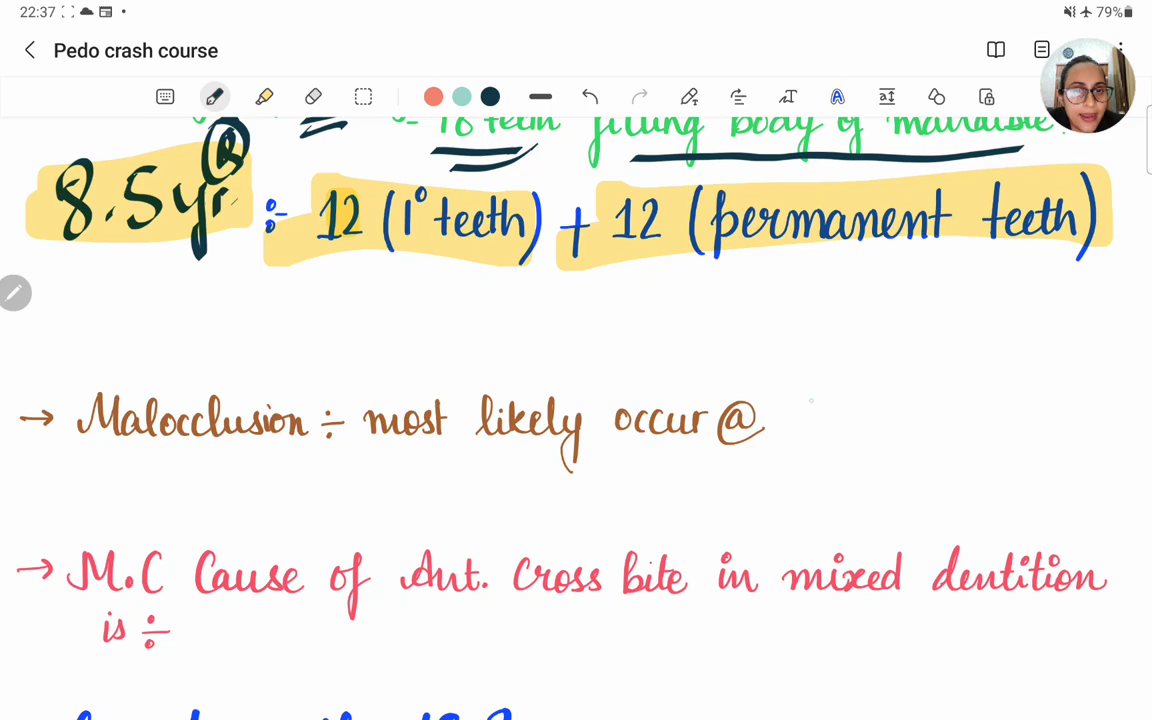 22:37
79%
Pedo crash course
18 teeth filling body of mandible
8.5yr ÷ 12 (1° teeth) + 12 (permanent teeth)
→ Malocclusion ÷ most likely occur @
→ M.C Cause of Ant. Cross bite in mixed dentition
is ÷